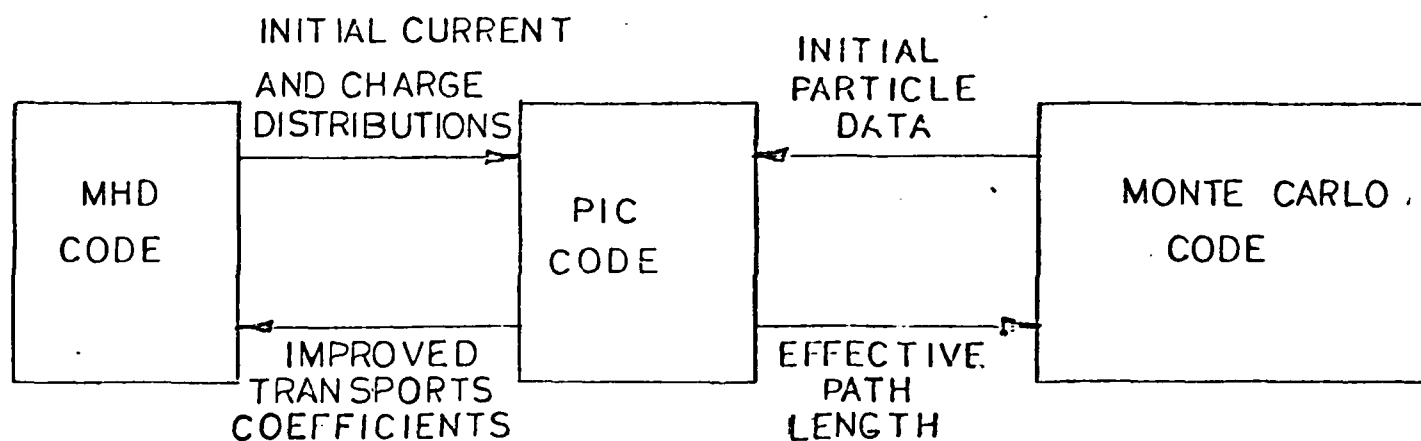 INITIAL CURRENT
AND CHARGE
DISTRIBUTIONS
INITIAL
PARTICLE
DATA
MHD
CODE
PIC
CODE
MONTE CARLO
CODE
IMPROVED
TRANSPORTS
COEFFICIENTS
EFFECTIVE
PATH
LENGTH